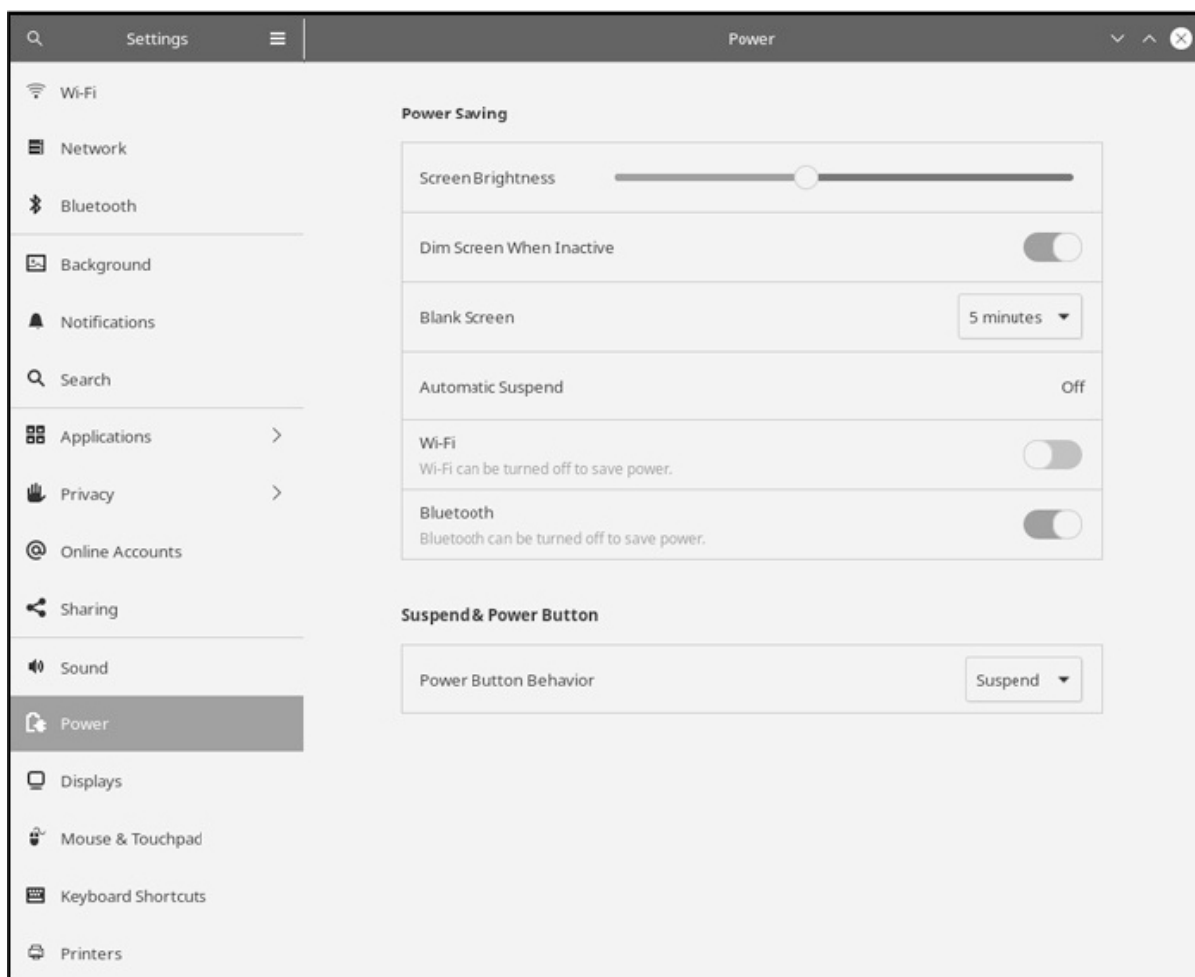 Settings
Power
Wi-Fi
Network
Bluetooth
Background
Notifications
Search
Applications
Privacy
Online Accounts
Sharing
Sound
Power
Displays
Mouse & Touchpad
Keyboard Shortcuts
Printers
Power Saving
Screen Brightness
Dim Screen When Inactive
Blank Screen
5 minutes
Automatic Suspend
Off
Wi-Fi
Wi-Fi can be turned off to save power.
Bluetooth
Bluetooth can be turned off to save power.
Suspend & Power Button
Power Button Behavior
Suspend